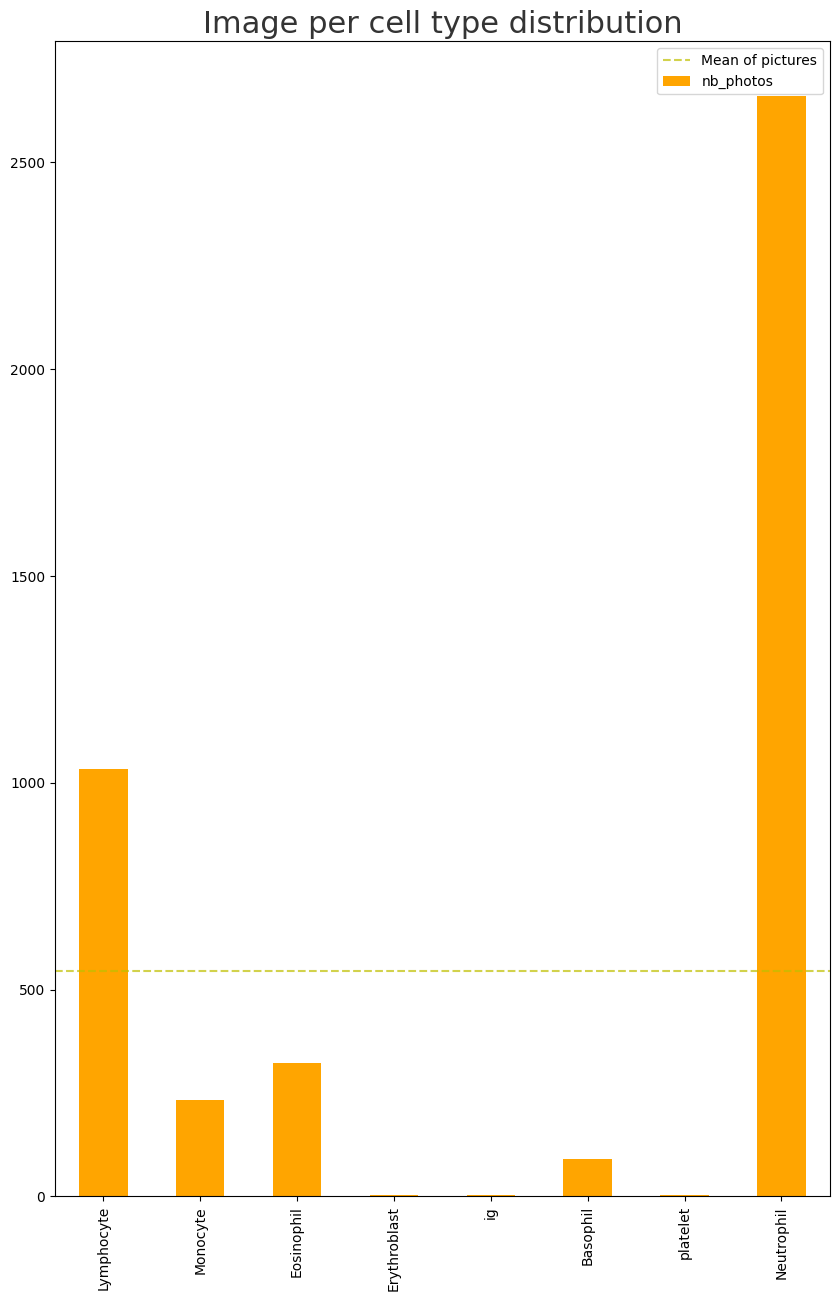 Image per cell type distribution
Mean of pictures
nb_photos
2500
2000
1500
1000
500
0
Lymphocyte
Monocyte
Eosinophil
Erythroblast
ig
Basophil
platelet
Neutrophil